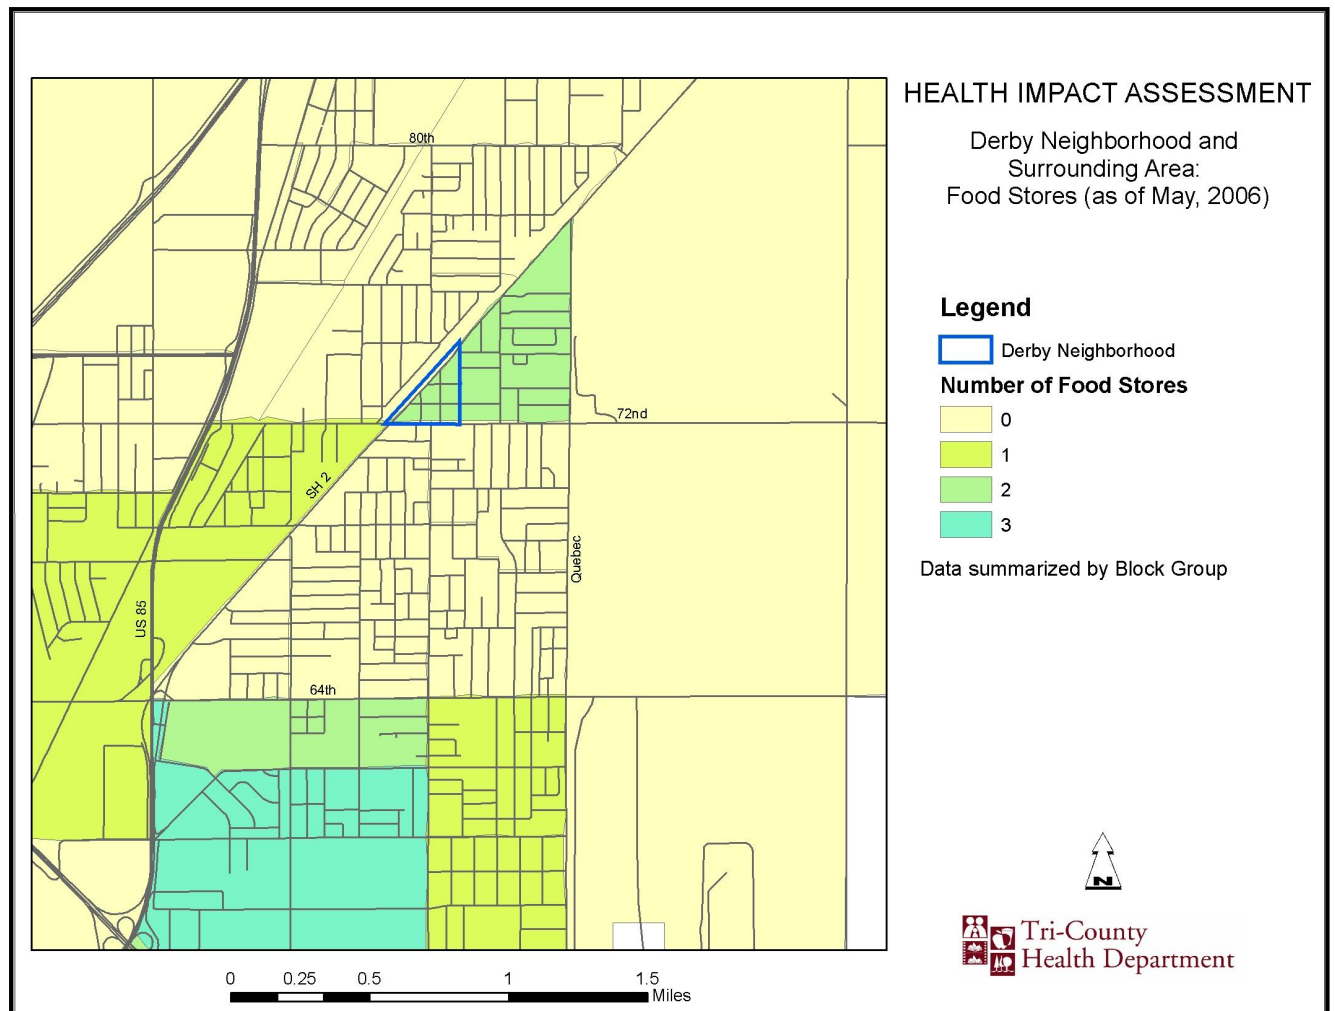 HEALTH IMPACT ASSESSMENT
Derby Neighborhood and
Surrounding Area:
Food Stores (as of May, 2006)
80th
72nd
SH 2
Quebec
US 85
64th
Legend
Derby Neighborhood
Number of Food Stores
0
1
2
3
Data summarized by Block Group
N
Tri-County
Health Department
0 0.25 0.5 1 1.5
Miles